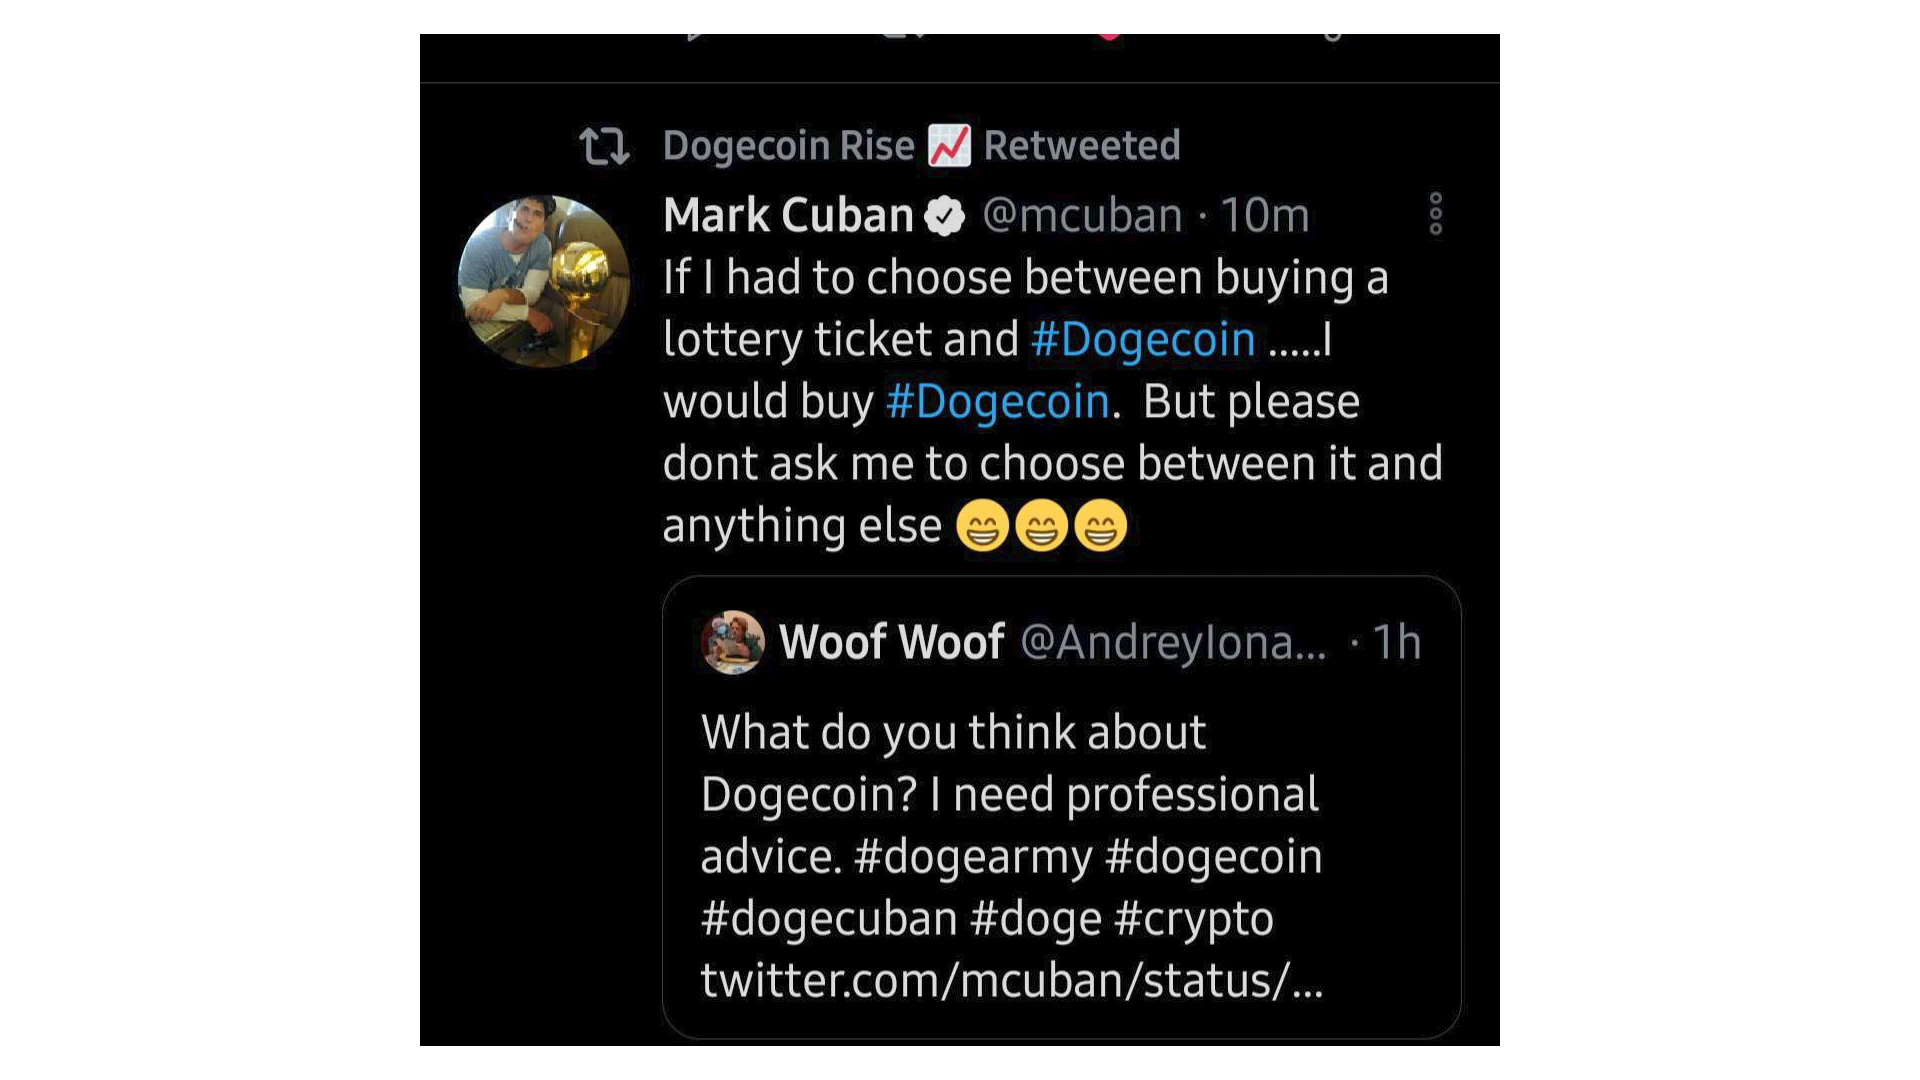 Dogecoin Rise 📈 Retweeted
Mark Cuban @mcuban · 10m
If I had to choose between buying a
lottery ticket and #Dogecoin .....I
would buy #Dogecoin.  But please
dont ask me to choose between it and
anything else 😁😁😁
Woof Woof @AndreyIona... · 1h
What do you think about
Dogecoin? I need professional
advice. #dogearmy #dogecoin
#dogecuban #doge #crypto
twitter.com/mcuban/status/...